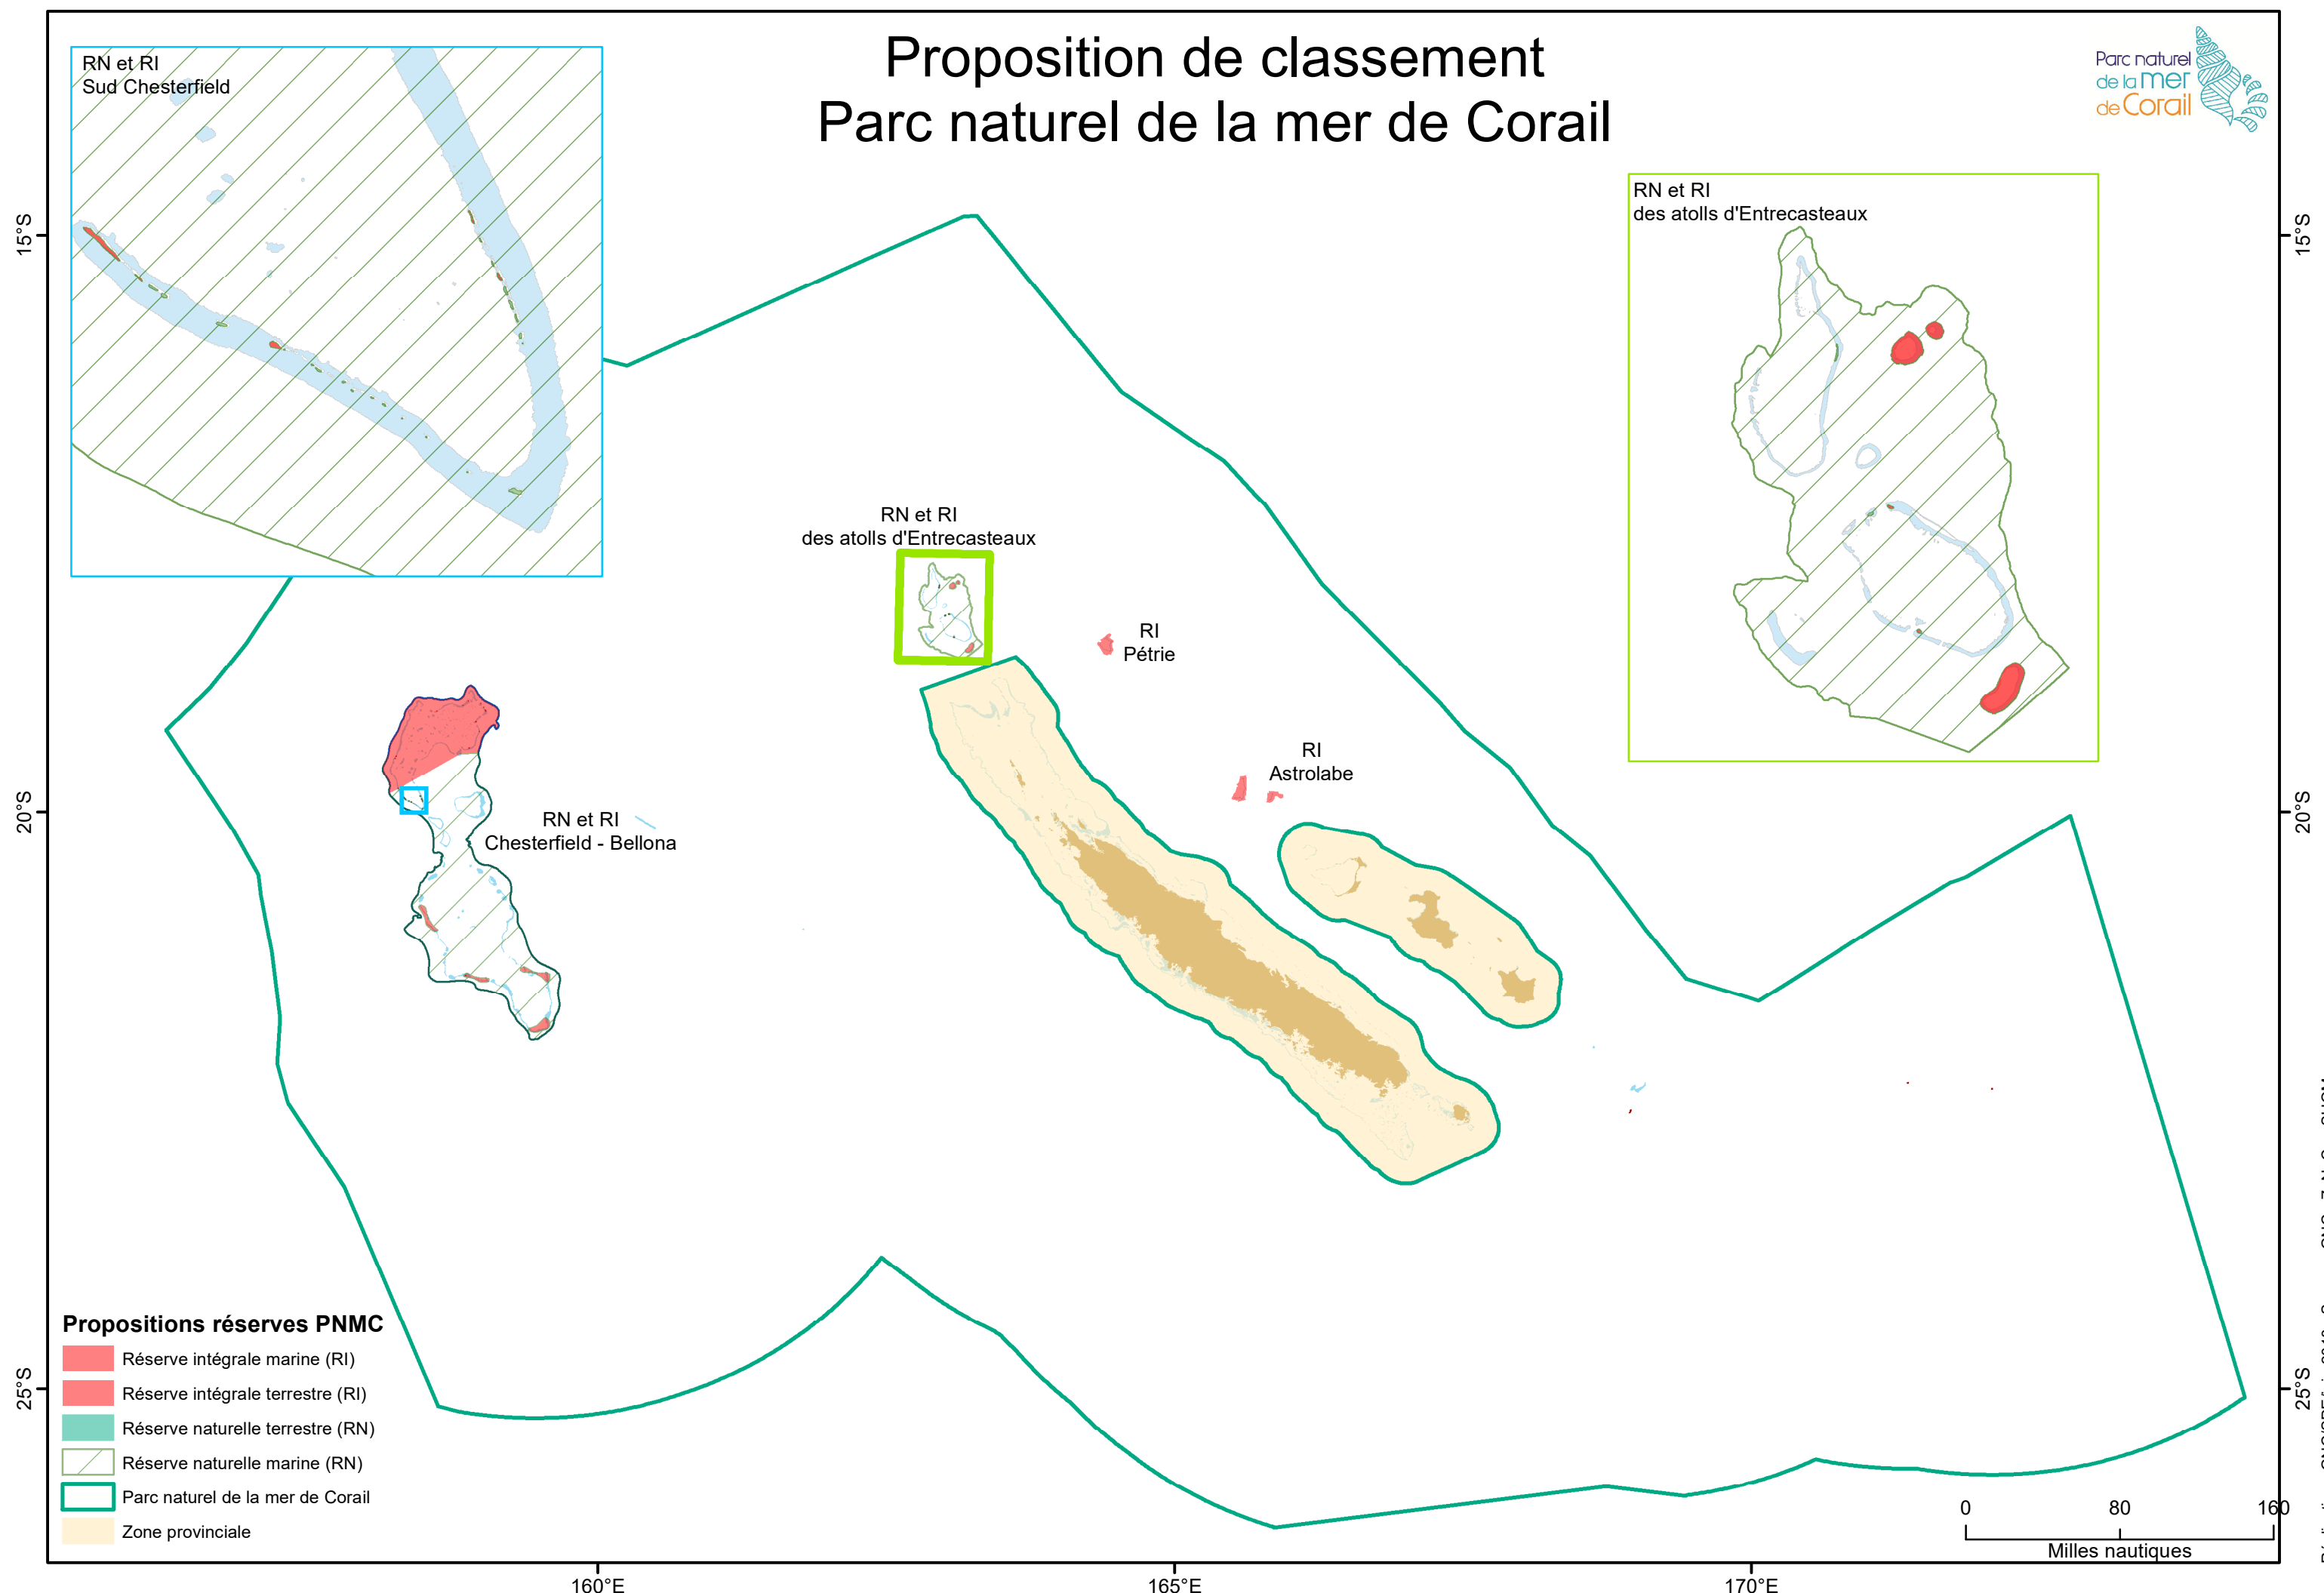 Proposition de classement
Parc naturel de la mer de Corail
Parc naturel
de la mer
de Corail
RN et RI
Sud Chesterfield
RN et RI
des atolls d'Entrecasteaux
15°S
15°S
RN et RI
des atolls d'Entrecasteaux
RI
Pétrie
RI
Astrolabe
20°S
20°S
RN et RI
Chesterfield - Bellona
Propositions réserves PNMC
Réserve intégrale marine (RI)
Réserve intégrale terrestre (RI)
Réserve naturelle terrestre (RN)
Réserve naturelle marine (RN)
Parc naturel de la mer de Corail
Zone provinciale
25°S
25°S
0 80 160
Milles nautiques
160°E 165°E 170°E